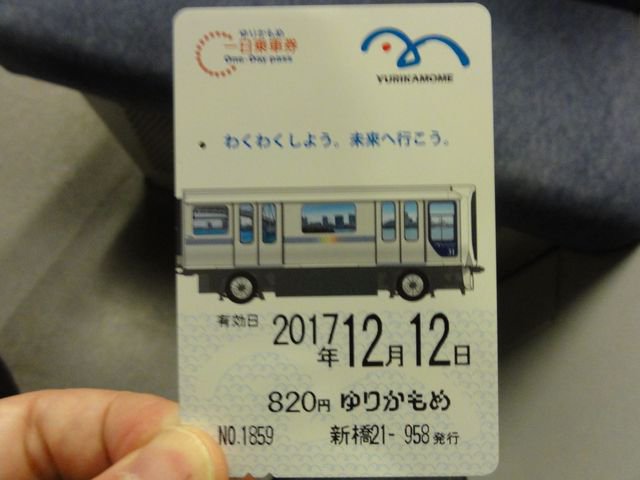 ゆりかもめ
一日乗車券
One-Day pass
YURIKAMOME
わくわくしよう。未来へ行こう。
有効日 2017年12月12日
820円 ゆりかもめ
NO.1859 新橋21- 958発行